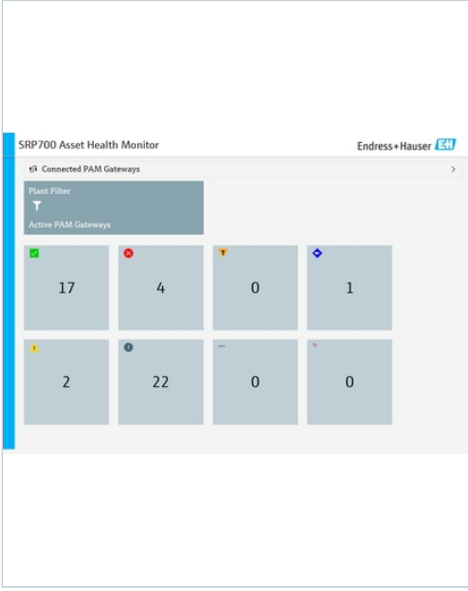 SRP700 Asset Health Monitor
Endress+Hauser EH
Connected PAM Gateways
Plant Filter
Active PAM Gateways
17
4
0
1
2
22
0
0